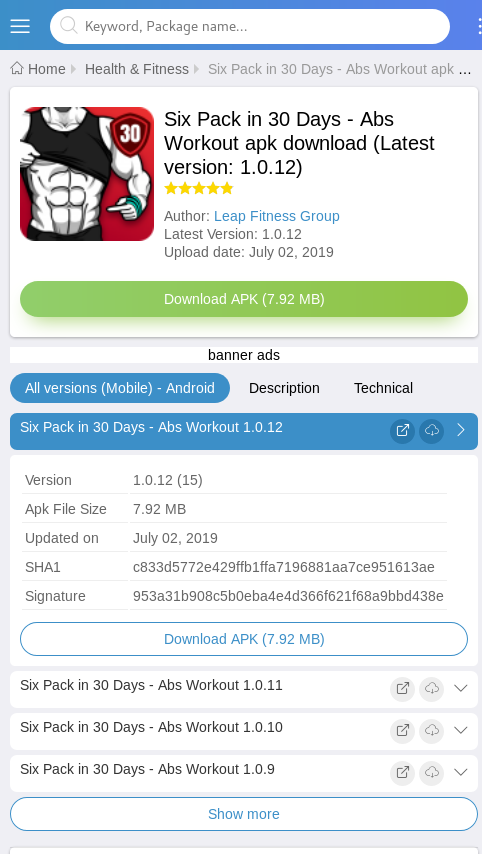 Keyword, Package name...
Home Health & Fitness Six Pack in 30 Days - Abs Workout apk ...
30
Six Pack in 30 Days - Abs
Workout apk download (Latest
version: 1.0.12)
Author: Leap Fitness Group
Latest Version: 1.0.12
Upload date: July 02, 2019
Download APK (7.92 MB)
banner ads
All versions (Mobile) - Android Description Technical
Six Pack in 30 Days - Abs Workout 1.0.12
Version 1.0.12 (15)
Apk File Size 7.92 MB
Updated on July 02, 2019
SHA1 c833d5772e429ffb1ffa7196881aa7ce951613ae
Signature 953a31b908c5b0eba4e4d366f621f68a9bbd438e
Download APK (7.92 MB)
Six Pack in 30 Days - Abs Workout 1.0.11
Six Pack in 30 Days - Abs Workout 1.0.10
Six Pack in 30 Days - Abs Workout 1.0.9
Show more